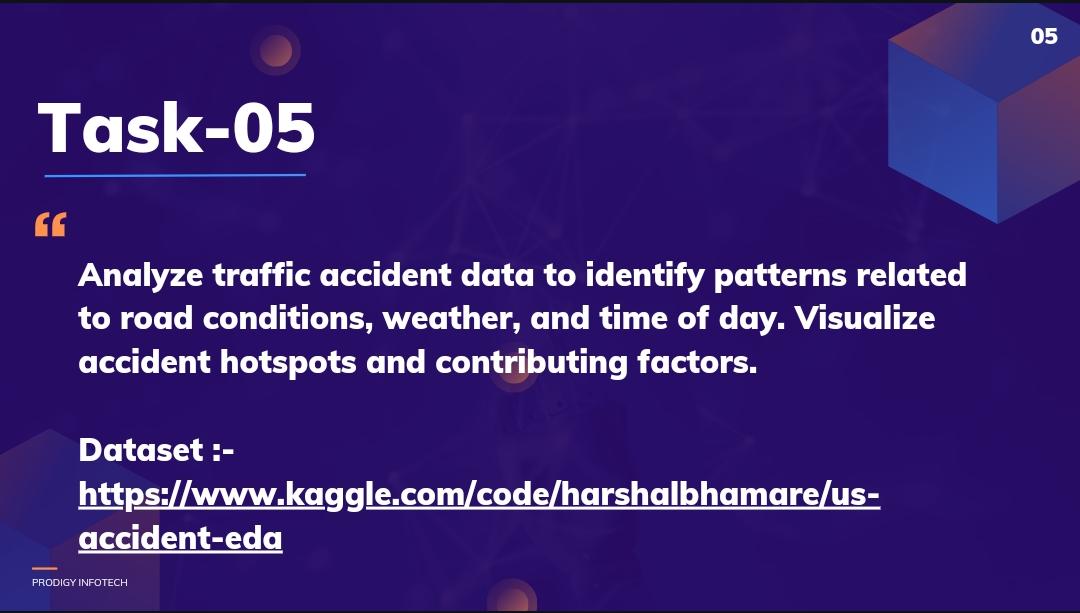 05
Task-05
“
Analyze traffic accident data to identify patterns related
to road conditions, weather, and time of day. Visualize
accident hotspots and contributing factors.
Dataset :-
https://www.kaggle.com/code/harshalbhamare/us-
accident-eda
PRODIGY INFOTECH